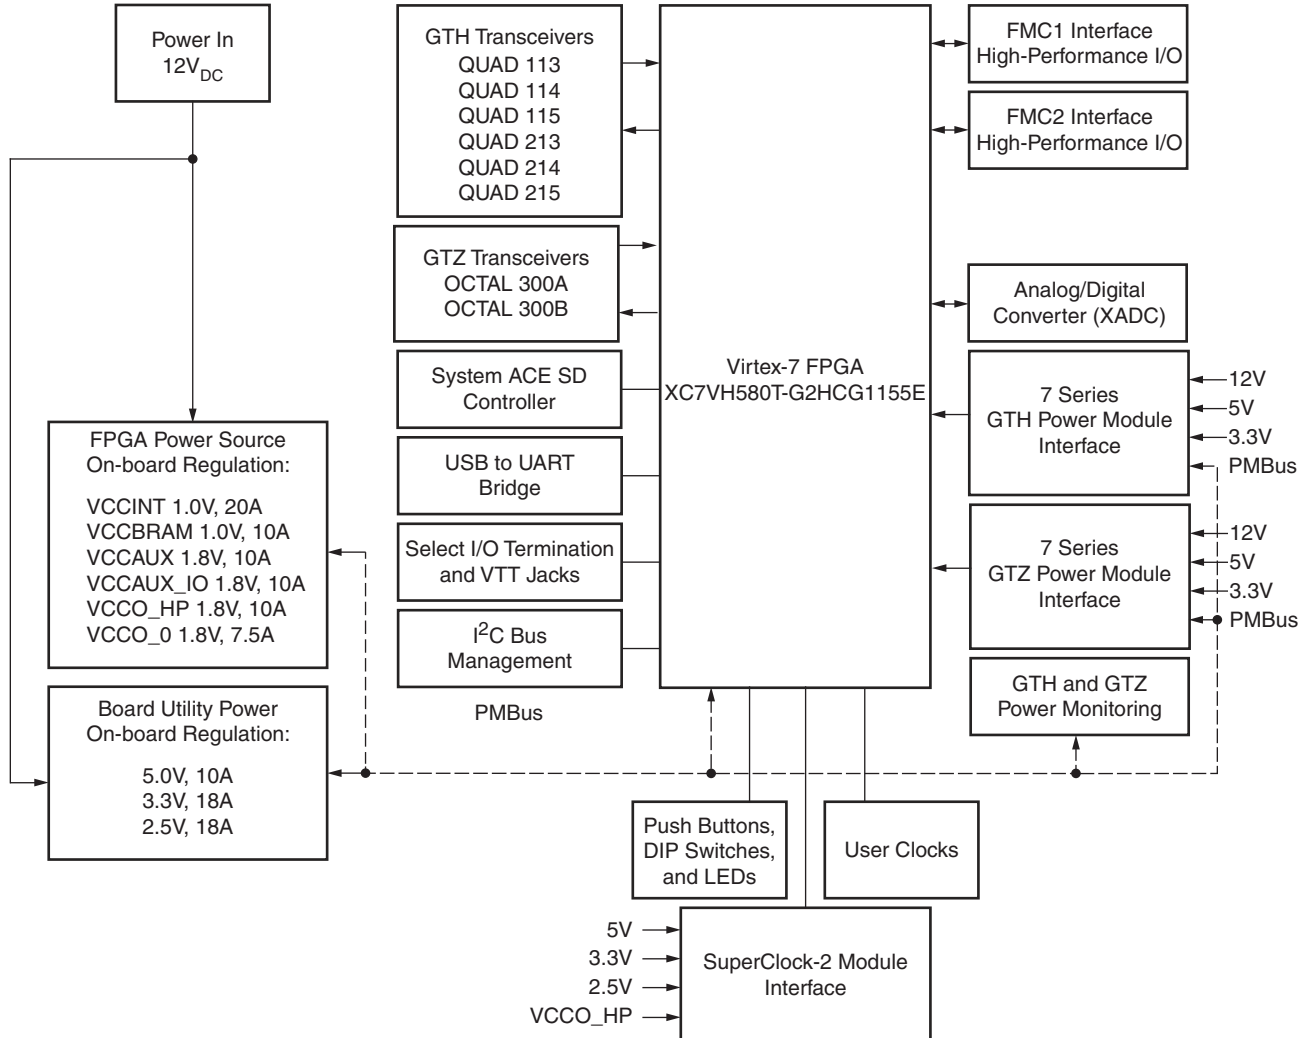 Power In
12VDC
GTH Transceivers
QUAD 113
QUAD 114
QUAD 115
QUAD 213
QUAD 214
QUAD 215
FMC1 Interface
High-Performance I/O
FMC2 Interface
High-Performance I/O
GTZ Transceivers
OCTAL 300A
OCTAL 300B
Analog/Digital
Converter (XADC)
Virtex-7 FPGA
XC7VH580T-G2HCG1155E
System ACE SD
Controller
7 Series
GTH Power Module
Interface
12V
5V
3.3V
PMBus
FPGA Power Source
On-board Regulation:
VCCINT 1.0V, 20A
VCCBRAM 1.0V, 10A
VCCAUX 1.8V, 10A
VCCAUX_IO 1.8V, 10A
VCCO_HP 1.8V, 10A
VCCO_0 1.8V, 7.5A
USB to UART
Bridge
Select I/O Termination
and VTT Jacks
7 Series
GTZ Power Module
Interface
12V
5V
3.3V
PMBus
I2C Bus
Management
PMBus
GTH and GTZ
Power Monitoring
Board Utility Power
On-board Regulation:
5.0V, 10A
3.3V, 18A
2.5V, 18A
Push Buttons,
DIP Switches,
and LEDs
User Clocks
5V
3.3V
2.5V
VCCO_HP
SuperClock-2 Module
Interface